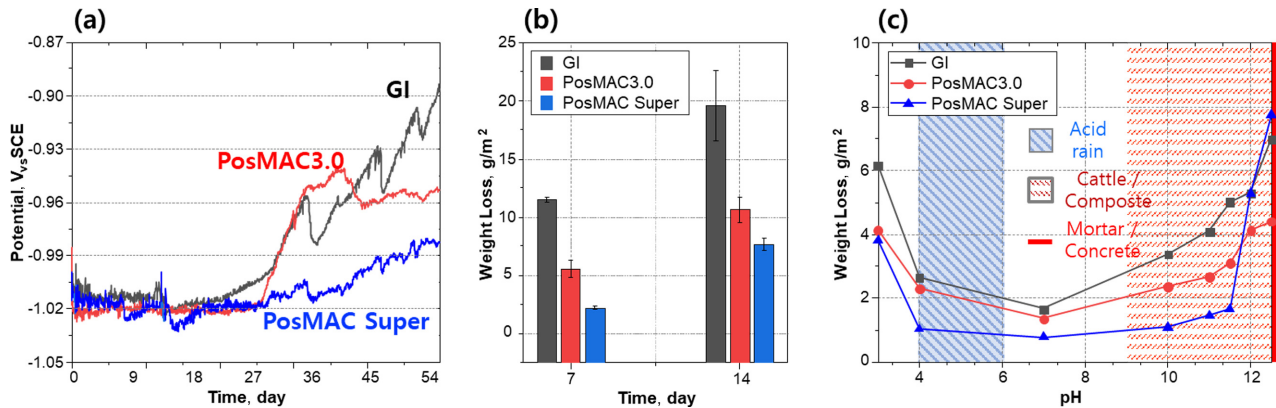 (a)
-0.87
-0.90
-0.93
-0.96
-0.99
-1.02
-1.05
Potential, VvsSCE
GI
PosMAC3.0
PosMAC Super
0 9 18 27 36 45 54
Time, day
(b)
25
20
15
10
5
0
Weight Loss, g/m²
GI
PosMAC3.0
PosMAC Super
7 14
Time, day
(c)
10
8
6
4
2
0
Weight Loss, g/m²
GI
PosMAC3.0
PosMAC Super
Acid
rain
Cattle /
Composte
Mortar /
Concrete
4 6 8 10 12
pH